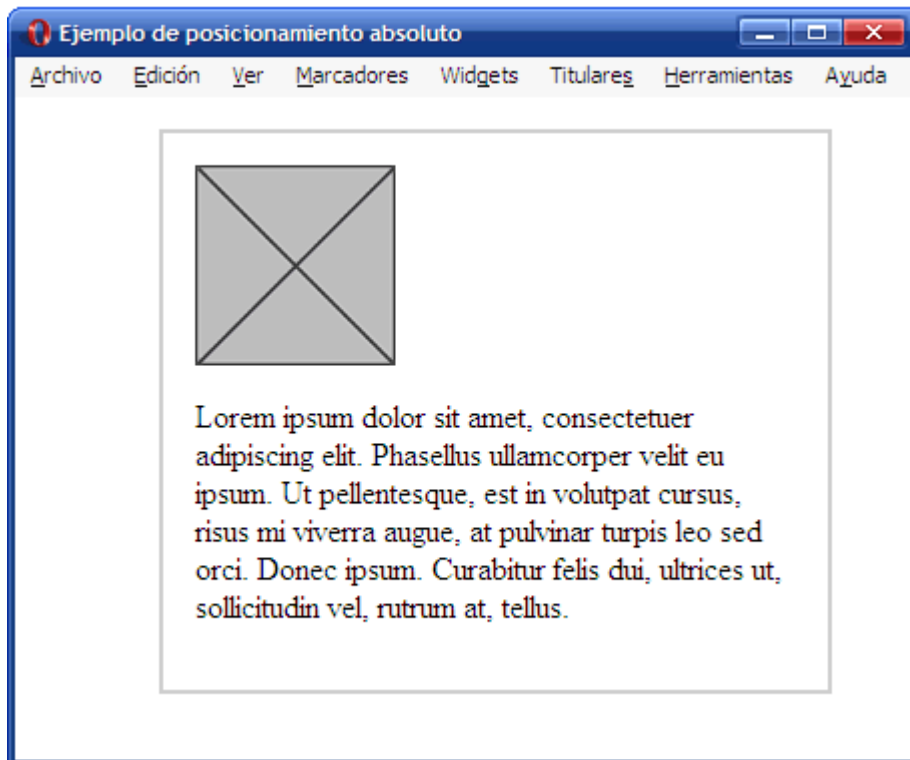 Ejemplo de posicionamiento absoluto
Archivo Edición Ver Marcadores Widgets Titulares Herramientas Ayuda
Lorem ipsum dolor sit amet, consectetuer
adipiscing elit. Phasellus ullamcorper velit eu
ipsum. Ut pellentesque, est in volutpat cursus,
risus mi viverra augue, at pulvinar turpis leo sed
orci. Donec ipsum. Curabitur felis dui, ultrices ut,
sollicitudin vel, rutrum at, tellus.